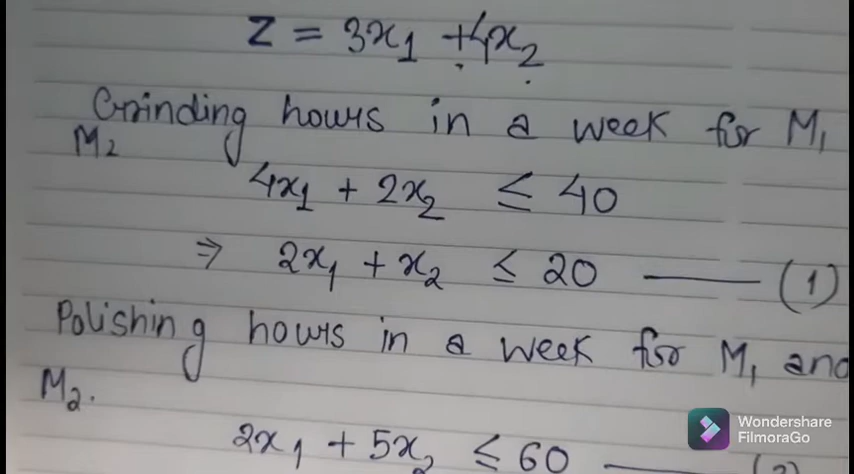 Z = 3x₁ + 4x₂
Grinding hours in a week for M₁
M₂
4x₁ + 2x₂ ≤ 40
⇒ 2x₁ + x₂ ≤ 20 —— (1)
Polishing hours in a week for M₁ and
M₂.
2x₁ + 5x₂ ≤ 60 —— (2)
Wondershare
FilmoraGo